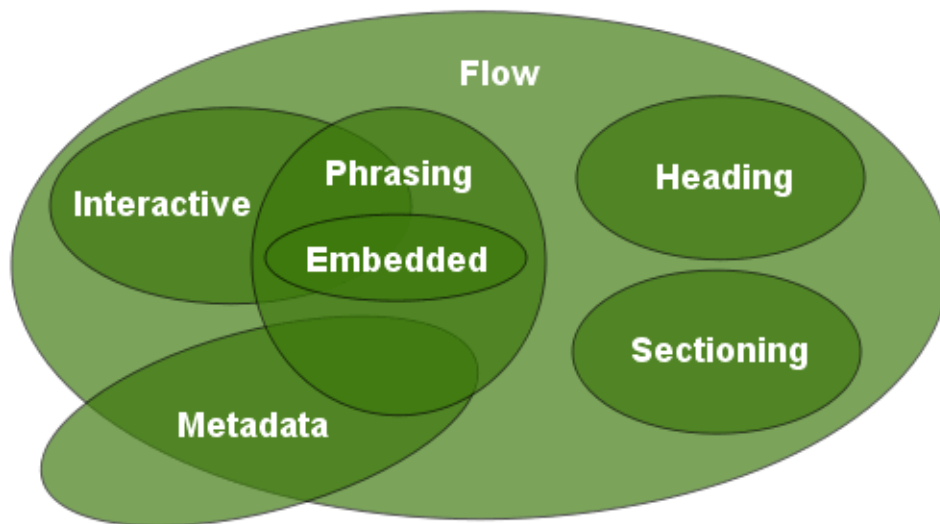 Flow
Phrasing
Heading
Interactive
Embedded
Sectioning
Metadata